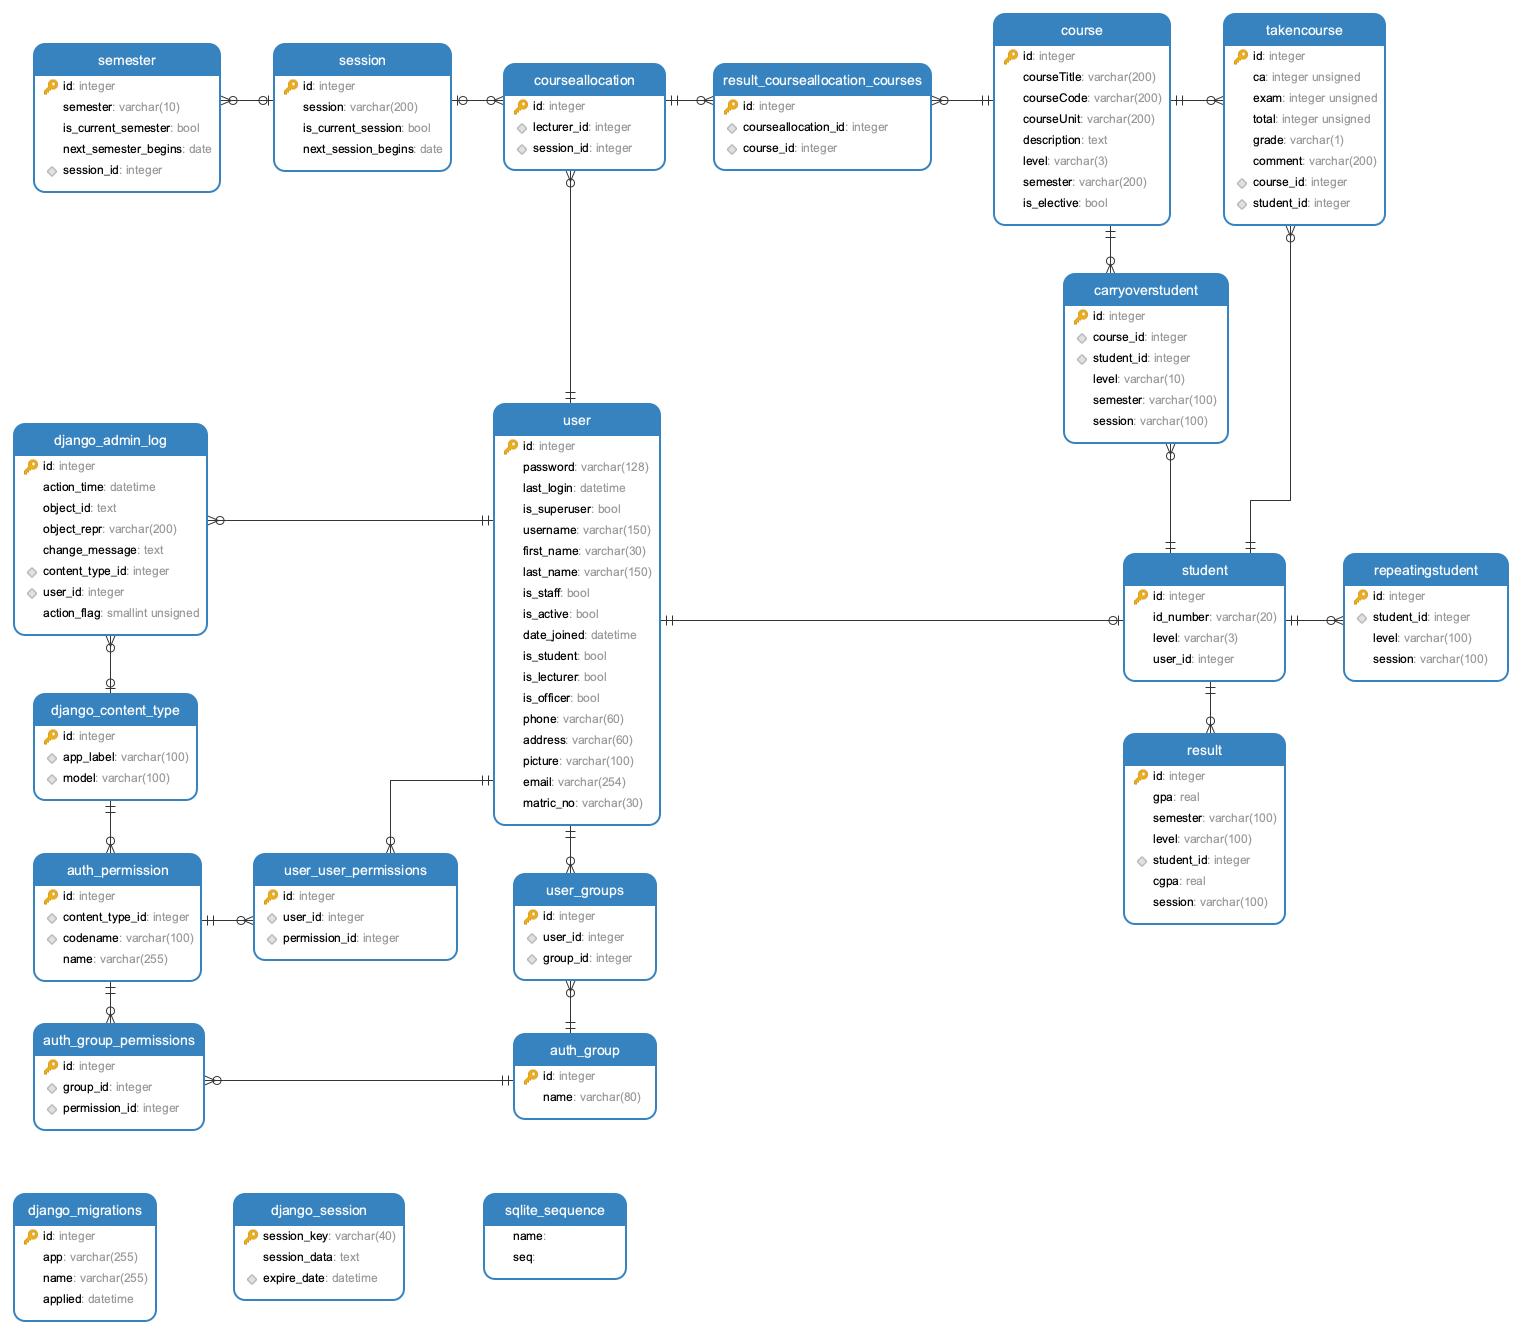 semester
id: integer
semester: varchar(10)
is_current_semester: bool
next_semester_begins: date
session_id: integer
session
id: integer
session: varchar(200)
is_current_session: bool
next_session_begins: date
courseallocation
id: integer
lecturer_id: integer
session_id: integer
result_courseallocation_courses
id: integer
courseallocation_id: integer
course_id: integer
course
id: integer
courseTitle: varchar(200)
courseCode: varchar(200)
courseUnit: varchar(200)
description: text
level: varchar(3)
semester: varchar(200)
is_elective: bool
takencourse
id: integer
ca: integer unsigned
exam: integer unsigned
total: integer unsigned
grade: varchar(1)
comment: varchar(200)
course_id: integer
student_id: integer
carryoverstudent
id: integer
course_id: integer
student_id: integer
level: varchar(10)
semester: varchar(100)
session: varchar(100)
django_admin_log
id: integer
action_time: datetime
object_id: text
object_repr: varchar(200)
change_message: text
content_type_id: integer
user_id: integer
action_flag: smallint unsigned
user
id: integer
password: varchar(128)
last_login: datetime
is_superuser: bool
username: varchar(150)
first_name: varchar(30)
last_name: varchar(150)
is_staff: bool
is_active: bool
date_joined: datetime
is_student: bool
is_lecturer: bool
is_officer: bool
phone: varchar(60)
address: varchar(60)
picture: varchar(100)
email: varchar(254)
matric_no: varchar(30)
student
id: integer
id_number: varchar(20)
level: varchar(3)
user_id: integer
repeatingstudent
id: integer
student_id: integer
level: varchar(100)
session: varchar(100)
django_content_type
id: integer
app_label: varchar(100)
model: varchar(100)
result
id: integer
gpa: real
semester: varchar(100)
level: varchar(100)
student_id: integer
cgpa: real
session: varchar(100)
auth_permission
id: integer
content_type_id: integer
codename: varchar(100)
name: varchar(255)
user_user_permissions
id: integer
user_id: integer
permission_id: integer
user_groups
id: integer
user_id: integer
group_id: integer
auth_group_permissions
id: integer
group_id: integer
permission_id: integer
auth_group
id: integer
name: varchar(80)
django_migrations
id: integer
app: varchar(255)
name: varchar(255)
applied: datetime
django_session
session_key: varchar(40)
session_data: text
expire_date: datetime
sqlite_sequence
name:
seq: